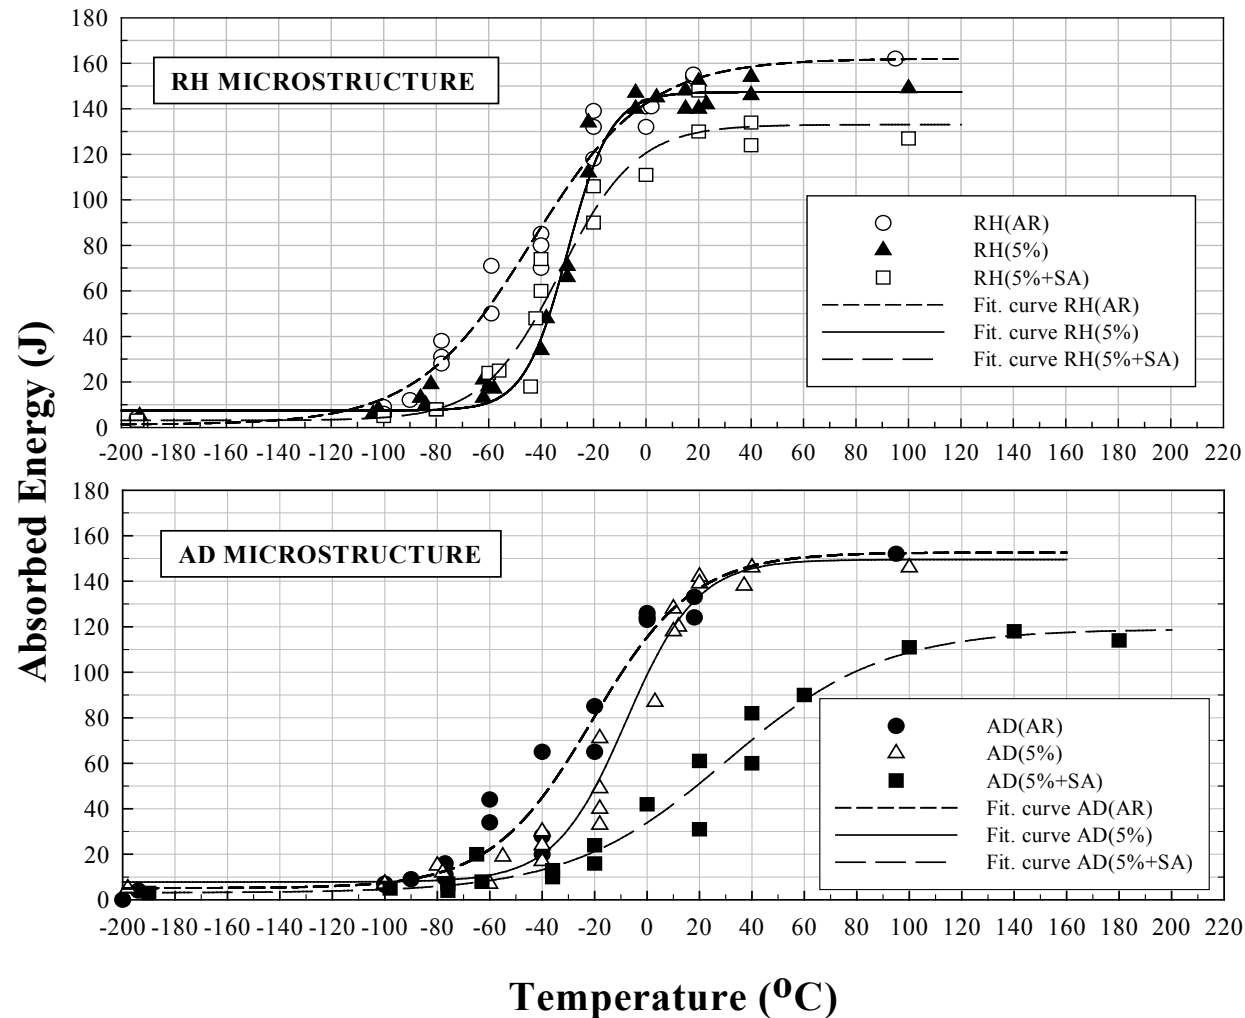 180
160
140
120
100
80
60
40
20
0
RH MICROSTRUCTURE
RH(AR)
RH(5%)
RH(5%+SA)
Fit. curve RH(AR)
Fit. curve RH(5%)
Fit. curve RH(5%+SA)
-200 -180 -160 -140 -120 -100 -80 -60 -40 -20 0 20 40 60 80 100 120 140 160 180 200 220
Absorbed Energy (J)
180
160
140
120
100
80
60
40
20
0
AD MICROSTRUCTURE
AD(AR)
AD(5%)
AD(5%+SA)
Fit. curve AD(AR)
Fit. curve AD(5%)
Fit. curve AD(5%+SA)
-200 -180 -160 -140 -120 -100 -80 -60 -40 -20 0 20 40 60 80 100 120 140 160 180 200 220
Temperature (ºC)